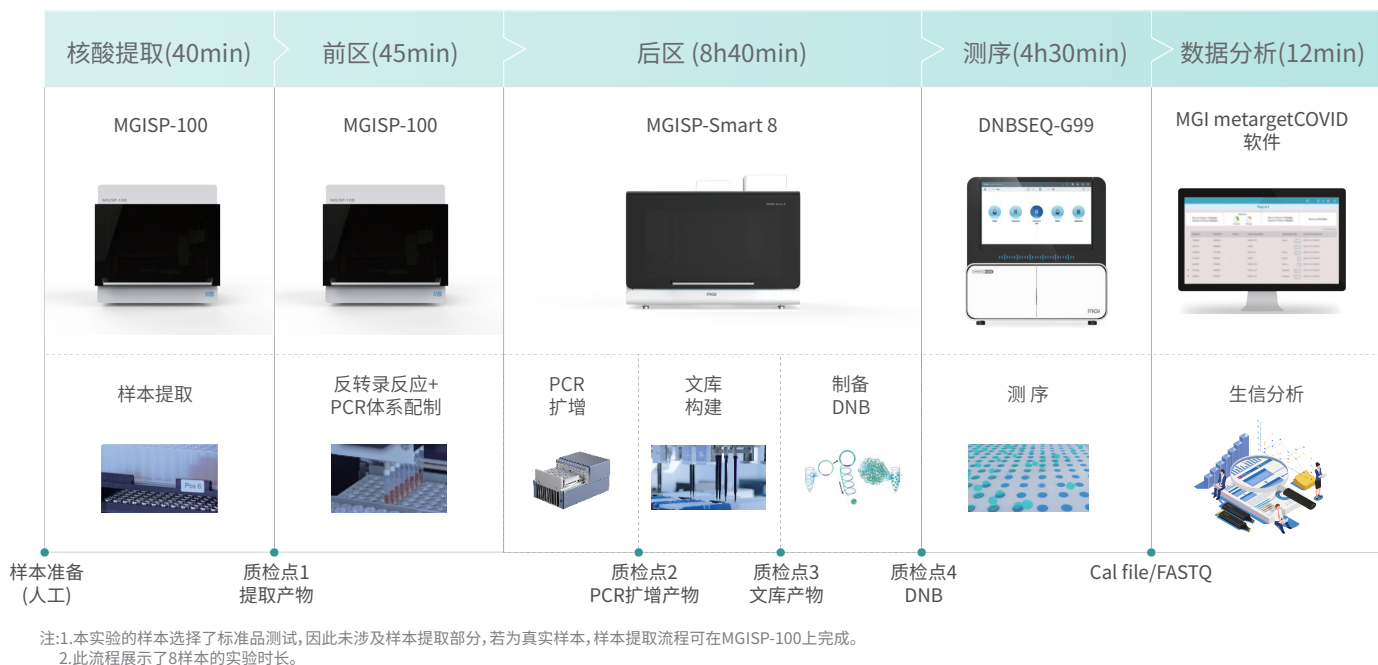 核酸提取(40min)
前区(45min)
后区 (8h40min)
测序(4h30min)
数据分析(12min)
MGISP-100
MGISP-100
MGISP-Smart 8
DNBSEQ-G99
MGI metargetCOVID
软件
MGISP-100
MGISP-100
mgi
mgi
Report
样本提取
反转录反应+
PCR体系配制
PCR
扩增
文库
构建
制备
DNB
测 序
生信分析
Pos 6
样本准备
(人工)
质检点1
提取产物
质检点2
PCR扩增产物
质检点3
文库产物
质检点4
DNB
Cal file/FASTQ
注:1.本实验的样本选择了标准品测试,因此未涉及样本提取部分,若为真实样本,样本提取流程可在MGISP-100上完成。
2.此流程展示了8样本的实验时长。